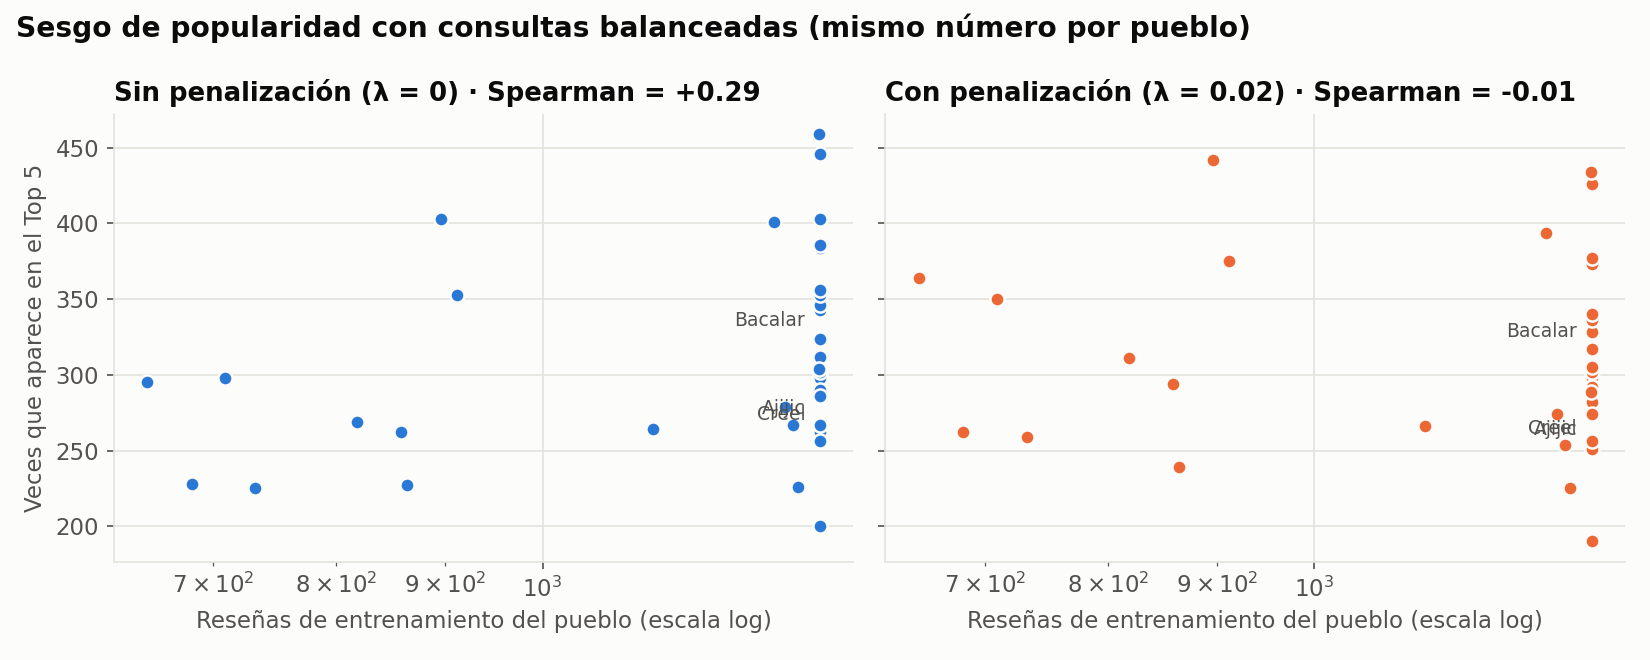 Sesgo de popularidad con consultas balanceadas (mismo número por pueblo)
Sin penalización (λ = 0) · Spearman = +0.29
Con penalización (λ = 0.02) · Spearman = -0.01
Veces que aparece en el Top 5
450
400
350
300
250
200
Bacalar
Ajijic
Creel
Bacalar
Creel
Ajijic
7 × 10²
8 × 10²
9 × 10²
10³
7 × 10²
8 × 10²
9 × 10²
10³
Reseñas de entrenamiento del pueblo (escala log)
Reseñas de entrenamiento del pueblo (escala log)